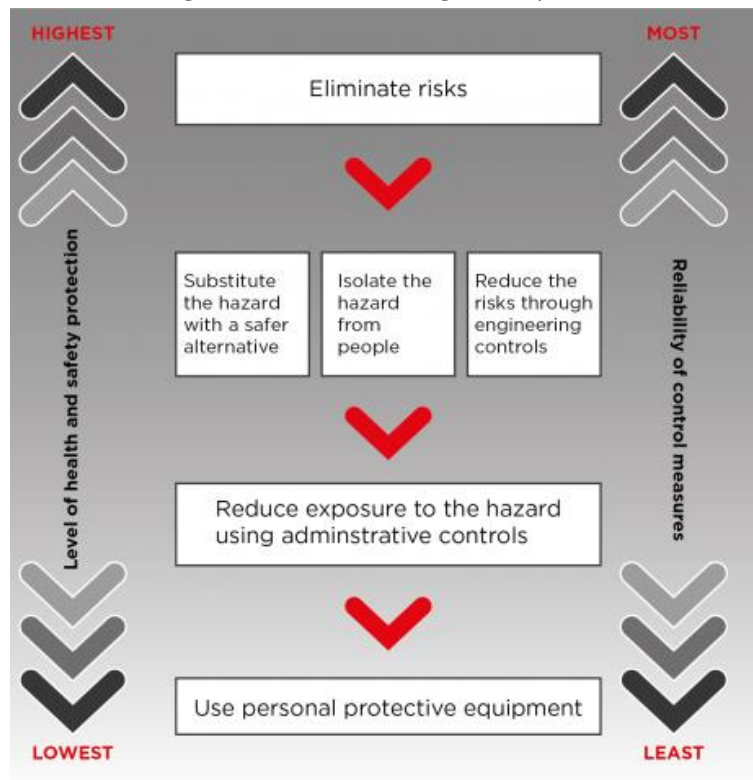 HIGHEST
MOST
Eliminate risks
Substitute
the hazard
with a safer
alternative
Isolate the
hazard
from
people
Reduce the
risks through
engineering
controls
Level of health and safety protection
Reliability of control measures
Reduce exposure to the hazard
using adminstrative controls
Use personal protective equipment
LOWEST
LEAST